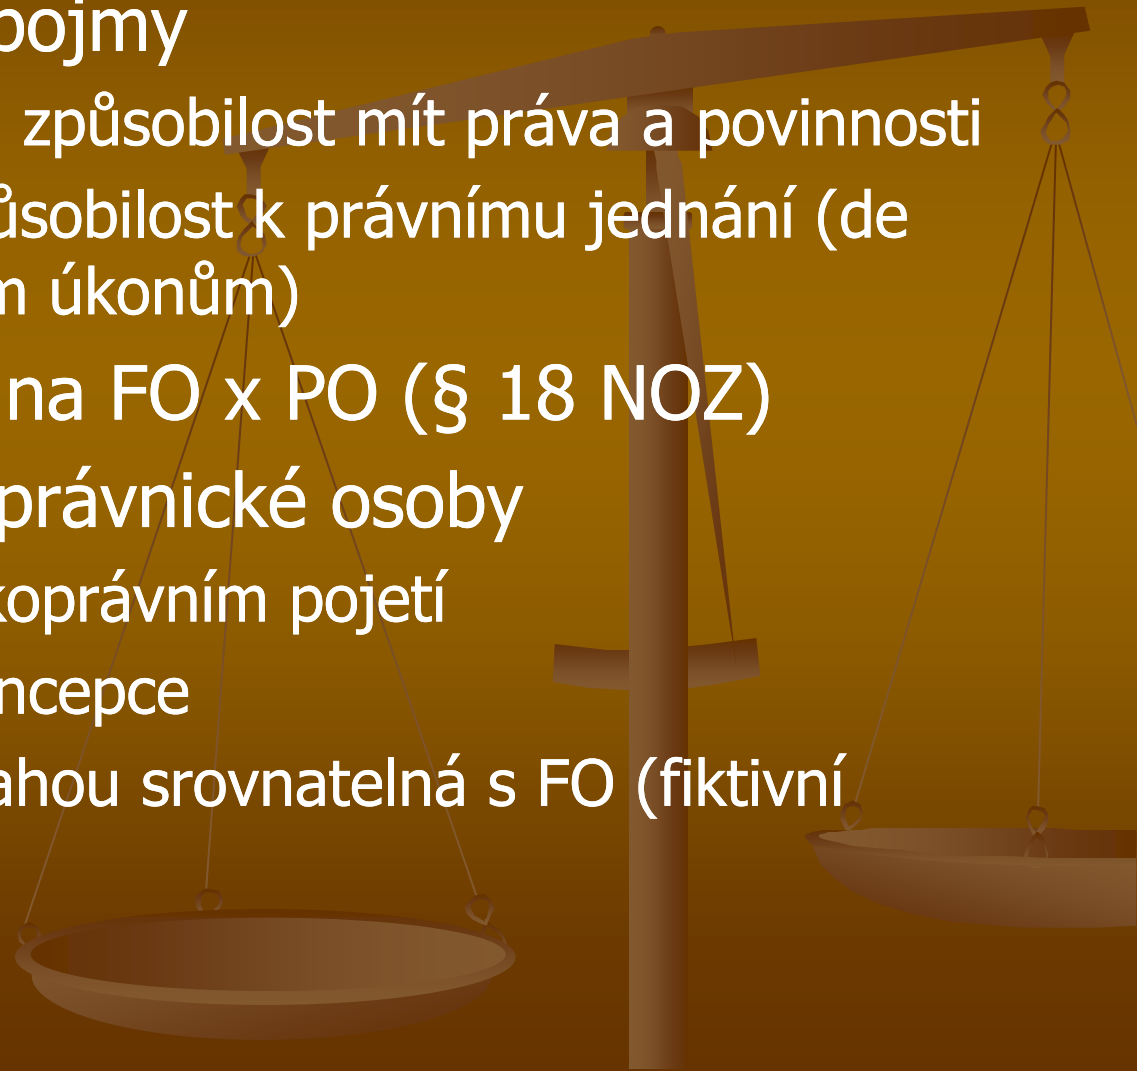 pojmy
způsobilost mít práva a povinnosti
ůsobilost k právnímu jednání (de
m úkonům)
na FO x PO (§ 18 NOZ)
právnické osoby
koprávním pojetí
ncepce
ahou srovnatelná s FO (fiktivní